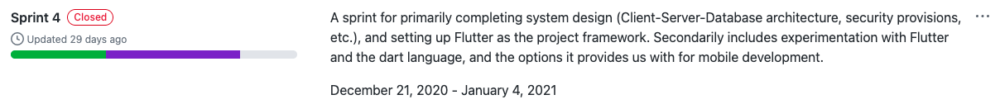 Sprint 4 Closed
Updated 29 days ago
A sprint for primarily completing system design (Client-Server-Database architecture, security provisions,
etc.), and setting up Flutter as the project framework. Secondarily includes experimentation with Flutter
and the dart language, and the options it provides us with for mobile development.
December 21, 2020 - January 4, 2021